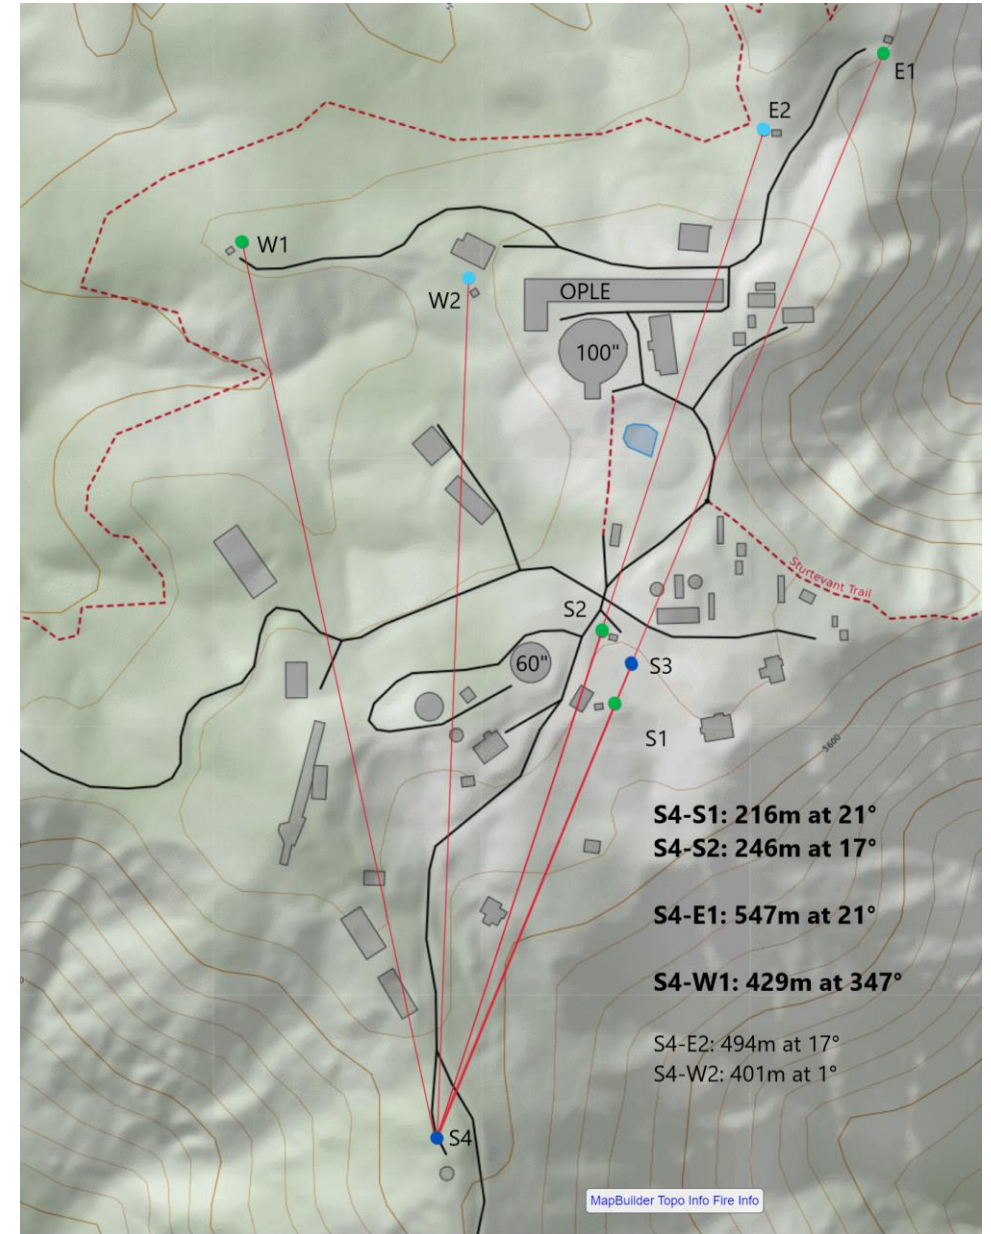 E1
E2
W1
W2
OPLE
100"
Sturtevant Trail
S2
60"
S3
S1
5600
S4-S1: 216m at 21°
S4-S2: 246m at 17°
S4-E1: 547m at 21°
S4-W1: 429m at 347°
S4-E2: 494m at 17°
S4-W2: 401m at 1°
S4
MapBuilder Topo Info Fire Info